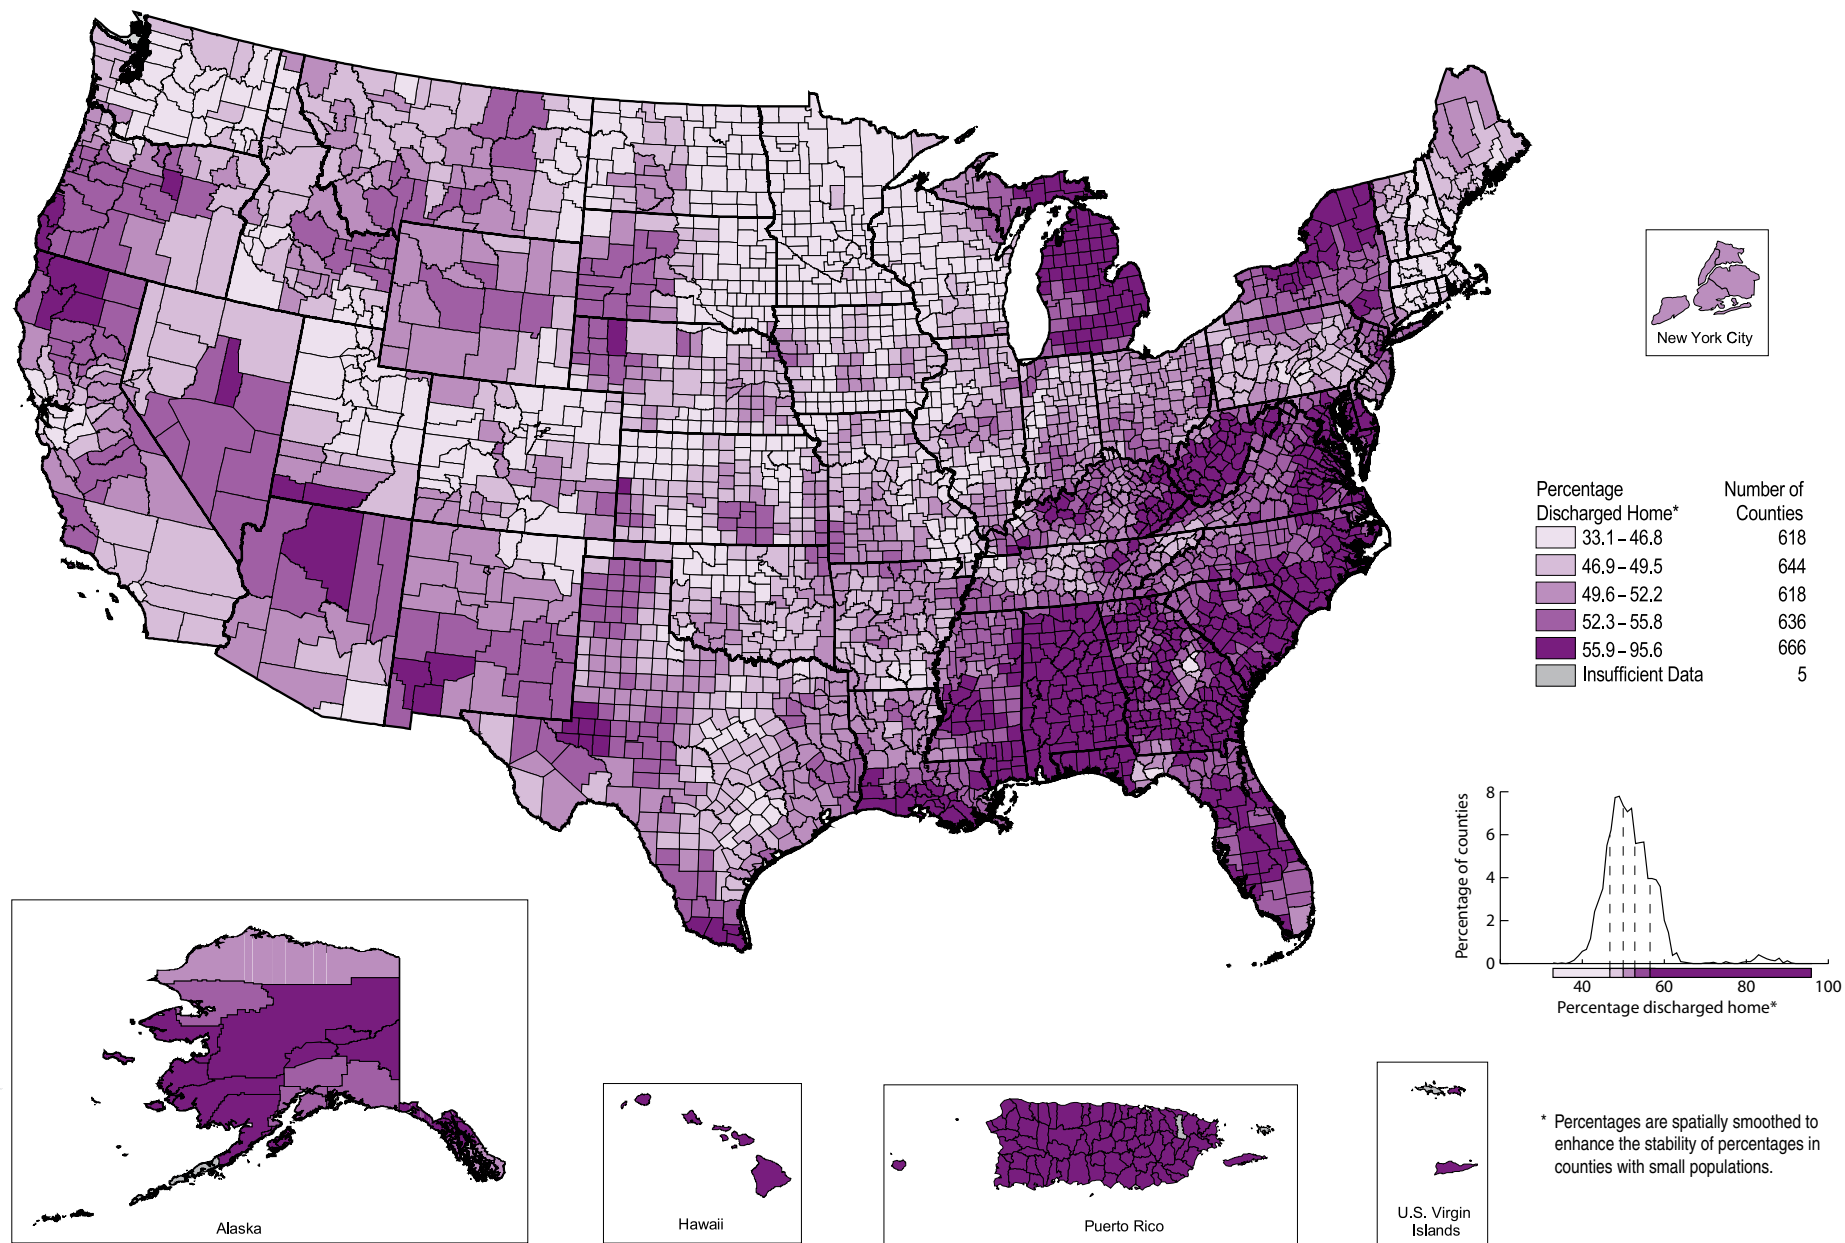 New York City
Percentage
Discharged Home*
Number of
Counties
33.1 – 46.8 618
46.9 – 49.5 644
49.6 – 52.2 618
52.3 – 55.8 636
55.9 – 95.6 666
Insufficient Data 5
Percentage of counties
8
6
4
2
0
40 60 80 100
Percentage discharged home*
Alaska
Hawaii
Puerto Rico
U.S. Virgin
Islands
* Percentages are spatially smoothed to
enhance the stability of percentages in
counties with small populations.